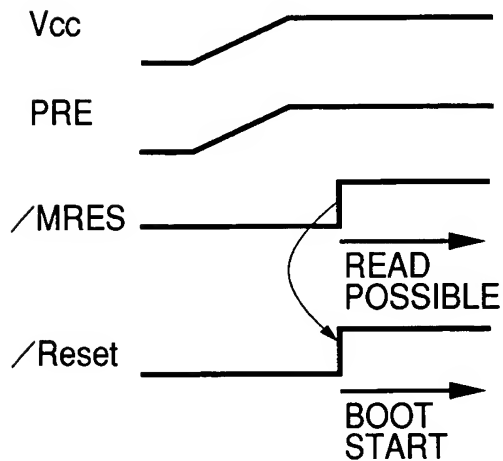 Vcc
PRE
/MRES
READ
POSSIBLE
/Reset
BOOT
START